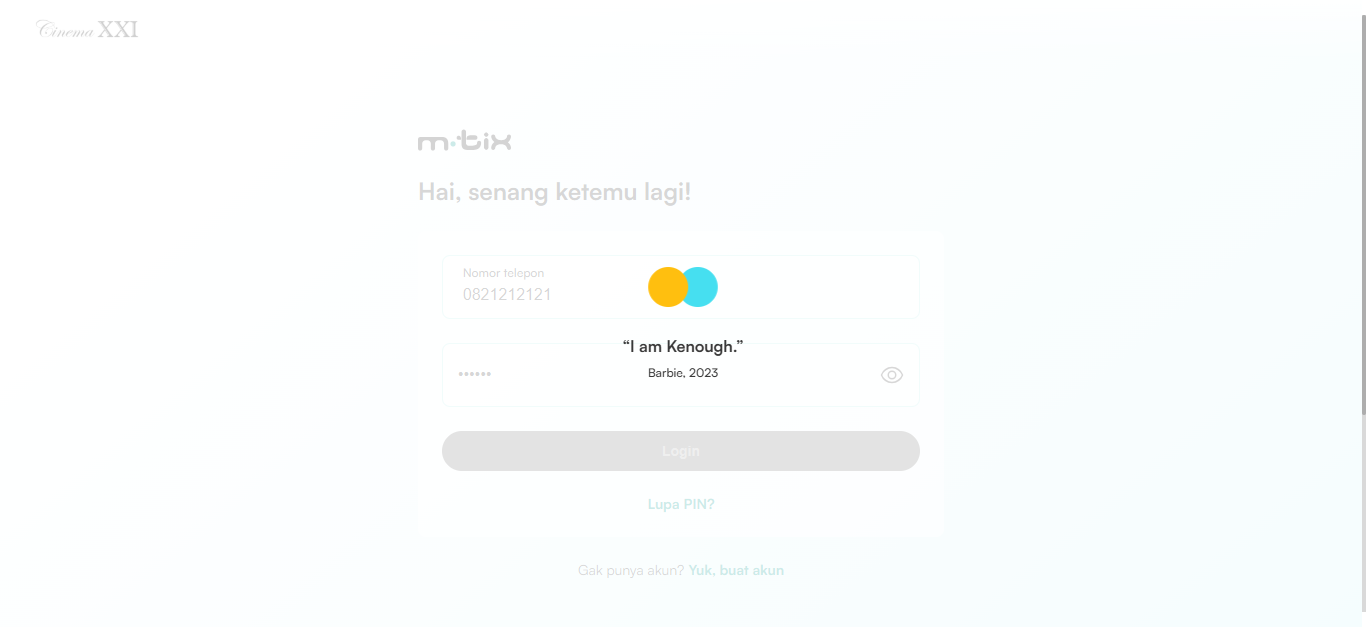 Cinema XXI
m·tix
Hai, senang ketemu lagi!
Nomor telepon
0821212121
“I am Kenough.”
••••••
Barbie, 2023
Login
Lupa PIN?
Gak punya akun? Yuk, buat akun